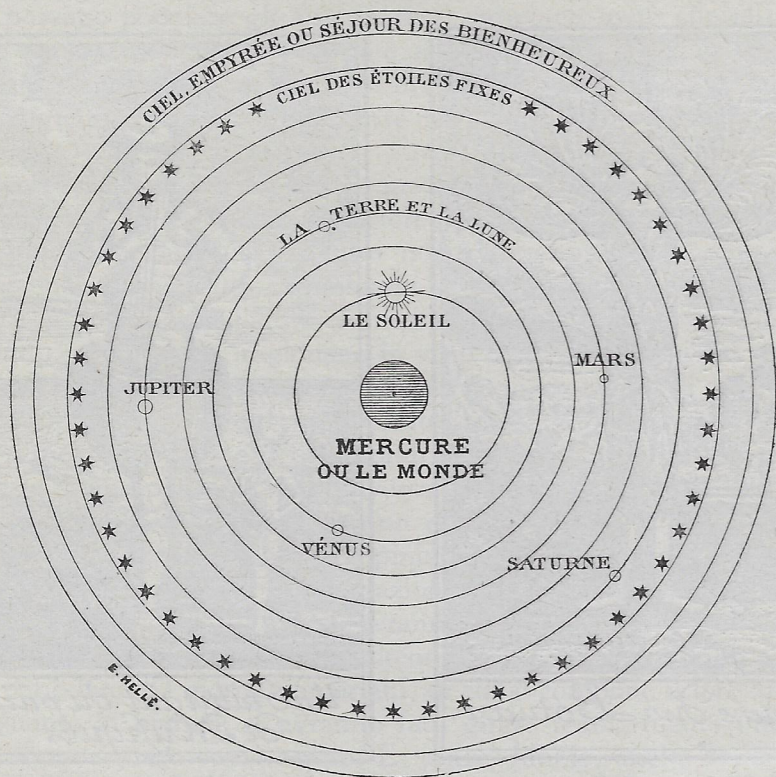 CIEL, EMPYRÉE OU SÉJOUR DES BIENHEUREUX
CIEL DES ÉTOILES FIXES
LA TERRE ET LA LUNE
LE SOLEIL
MARS
JUPITER
MERCURE
OU LE MONDE
VÉNUS
SATURNE
E. HELLÉ.